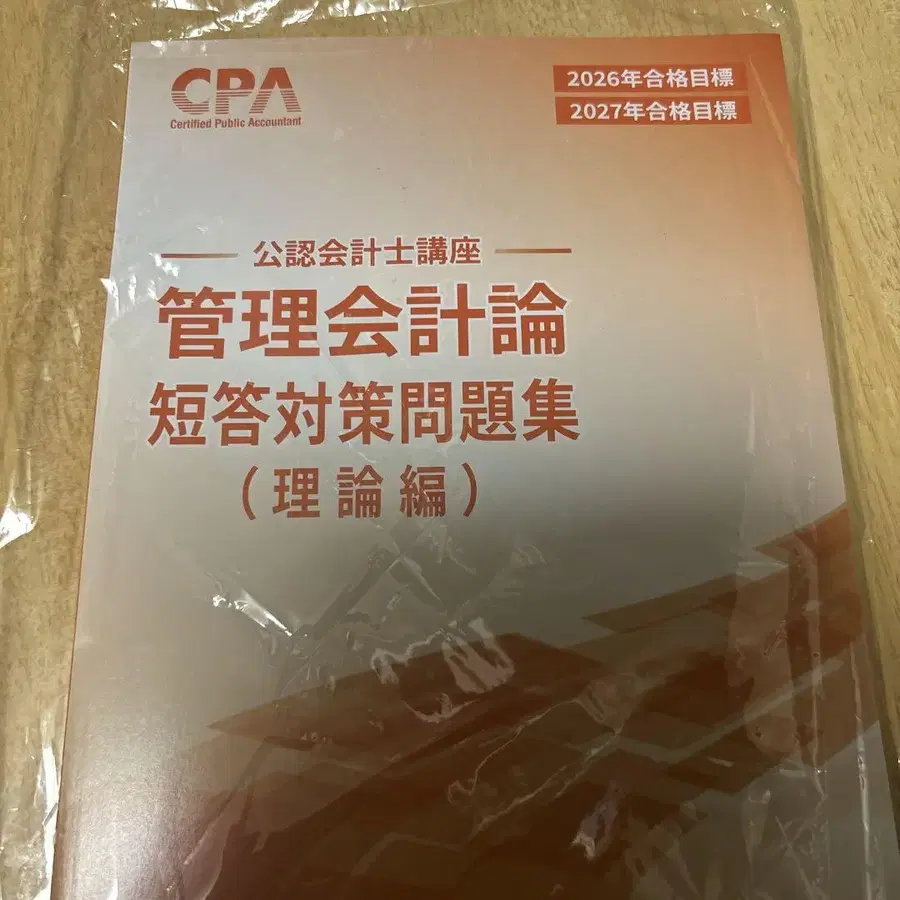 CPA
Certified Public Accountant
2026年合格目標
2027年合格目標
公認会計士講座
管理会計論
短答対策問題集
(理論編)